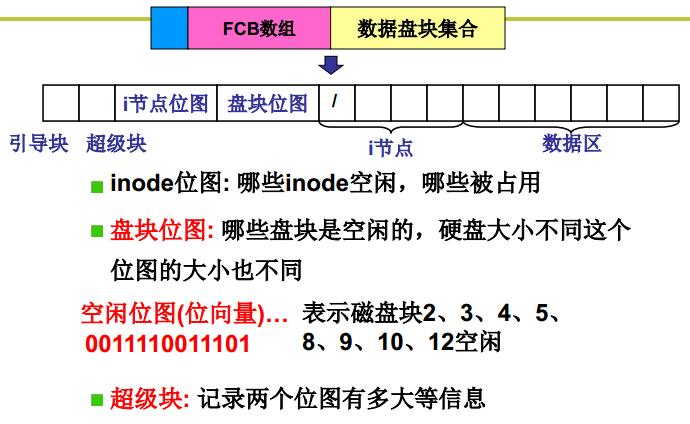 FCB数组 数据盘块集合
i节点位图 盘块位图 /
引导块 超级块 i节点 数据区
inode位图: 哪些inode空闲，哪些被占用
盘块位图: 哪些盘块是空闲的，硬盘大小不同这个
位图的大小也不同
空闲位图(位向量)… 表示磁盘块2、3、4、5、
0011110011101 8、9、10、12空闲
超级块: 记录两个位图有多大等信息